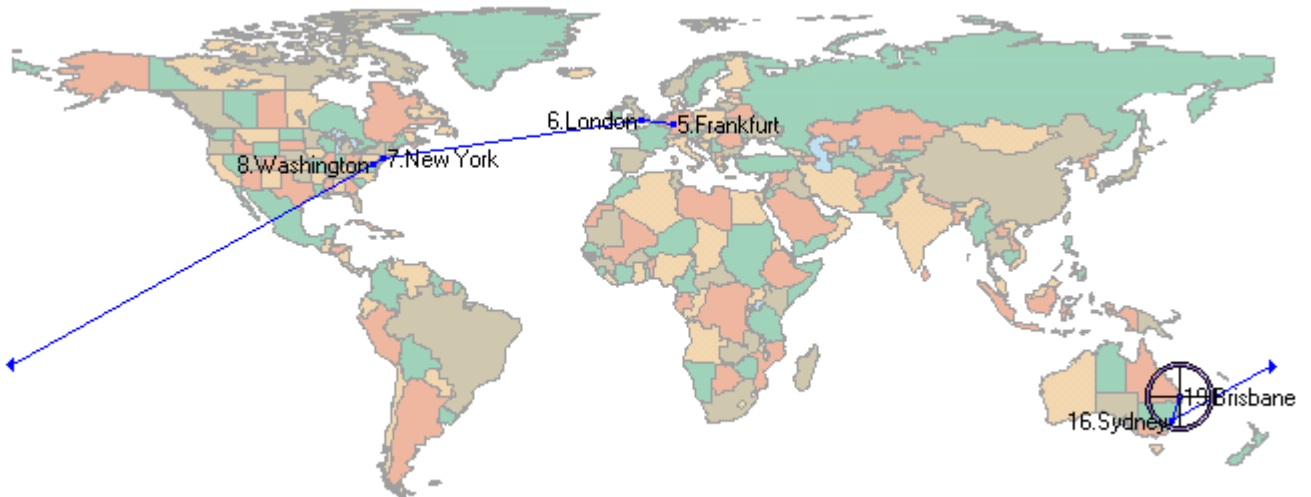 6.London
5.Frankfurt
8.Washington
7.New York
19.Brisbane
16.Sydney